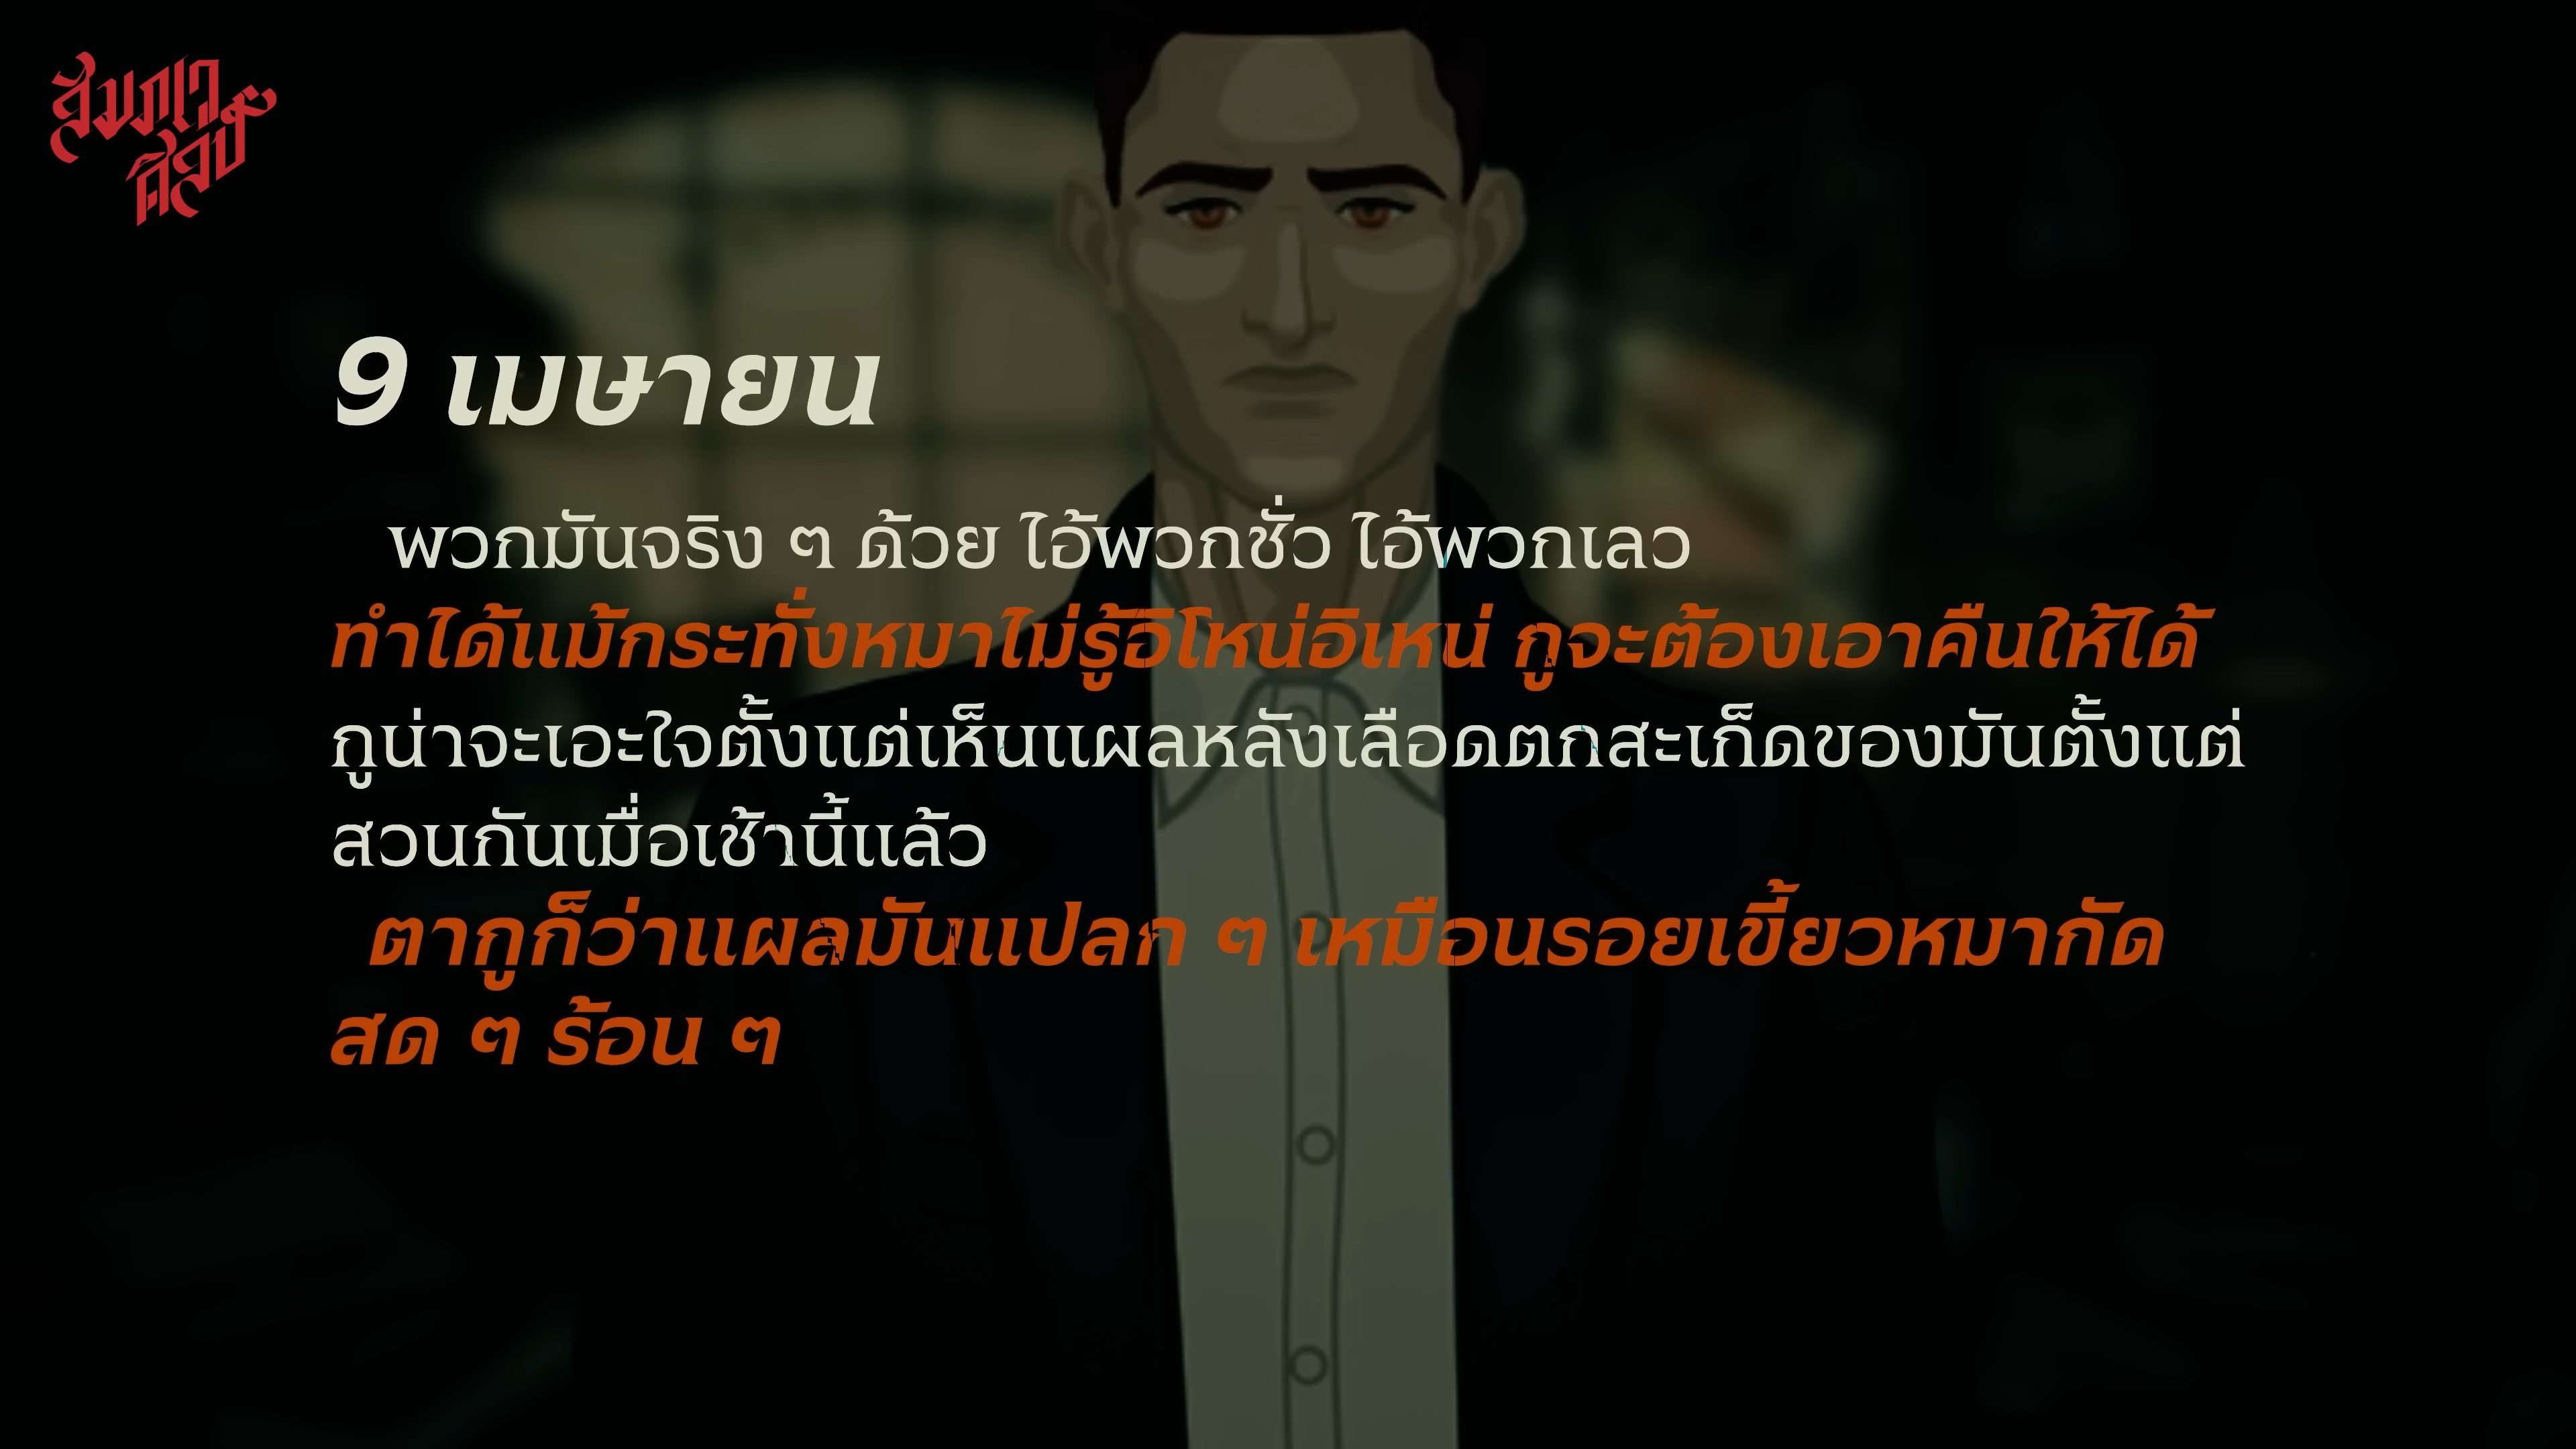 สัมภเวศิลป์
9 เมษายน
พวกมันจริง ๆ ด้วย ไอ้พวกชั่ว ไอ้พวกเลว
ทำได้แม้กระทั่งหมาไม่รู้อิโหน่อิเหน่ กูจะต้องเอาคืนให้ได้
กูน่าจะเอะใจตั้งแต่เห็นแผลหลังเลือดตกสะเก็ดของมันตั้งแต่
สวนกันเมื่อเช้านี้แล้ว
ตากูก็ว่าแผลมันแปลก ๆ เหมือนรอยเขี้ยวหมากัด
สด ๆ ร้อน ๆ